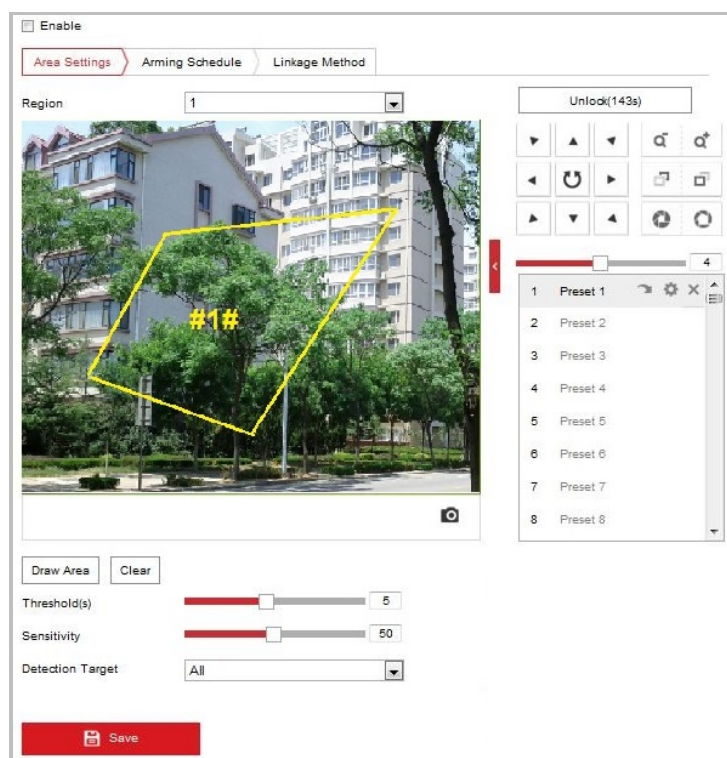 Enable
Area Settings
Arming Schedule
Linkage Method
Region
1
Unlock(143s)
#1#
4
1 Preset 1
2 Preset 2
3 Preset 3
4 Preset 4
5 Preset 5
6 Preset 6
7 Preset 7
8 Preset 8
Draw Area
Clear
Threshold(s)
5
Sensitivity
50
Detection Target
All
Save